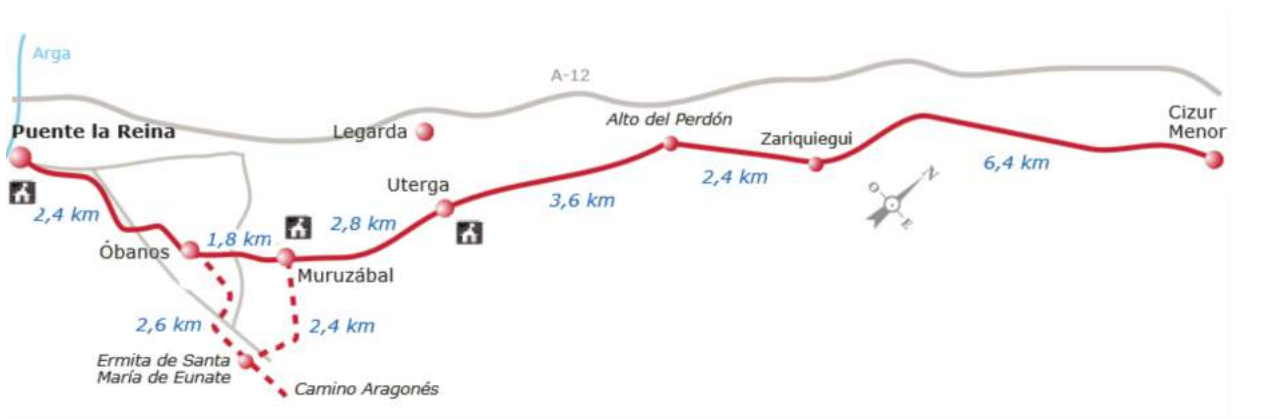 Arga
A-12
Puente la Reina
Legarda
Alto del Perdón
Zariquiegui
Cizur
Menor
Uterga
2,4 km
6,4 km
3,6 km
2,4 km
2,8 km
1,8 km
Óbanos
Muruzábal
2,6 km
2,4 km
Ermita de Santa
María de Eunate
Camino Aragonés
N
O
E